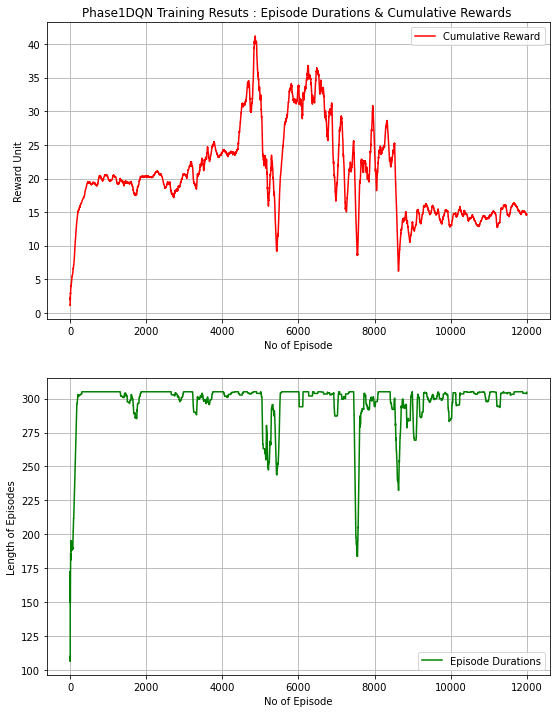 Phase1DQN Training Resuts : Episode Durations & Cumulative Rewards
Cumulative Reward
Reward Unit
40
35
30
25
20
15
10
5
0
0 2000 4000 6000 8000 10000 12000
No of Episode
Length of Episodes
300
275
250
225
200
175
150
125
100
Episode Durations
0 2000 4000 6000 8000 10000 12000
No of Episode